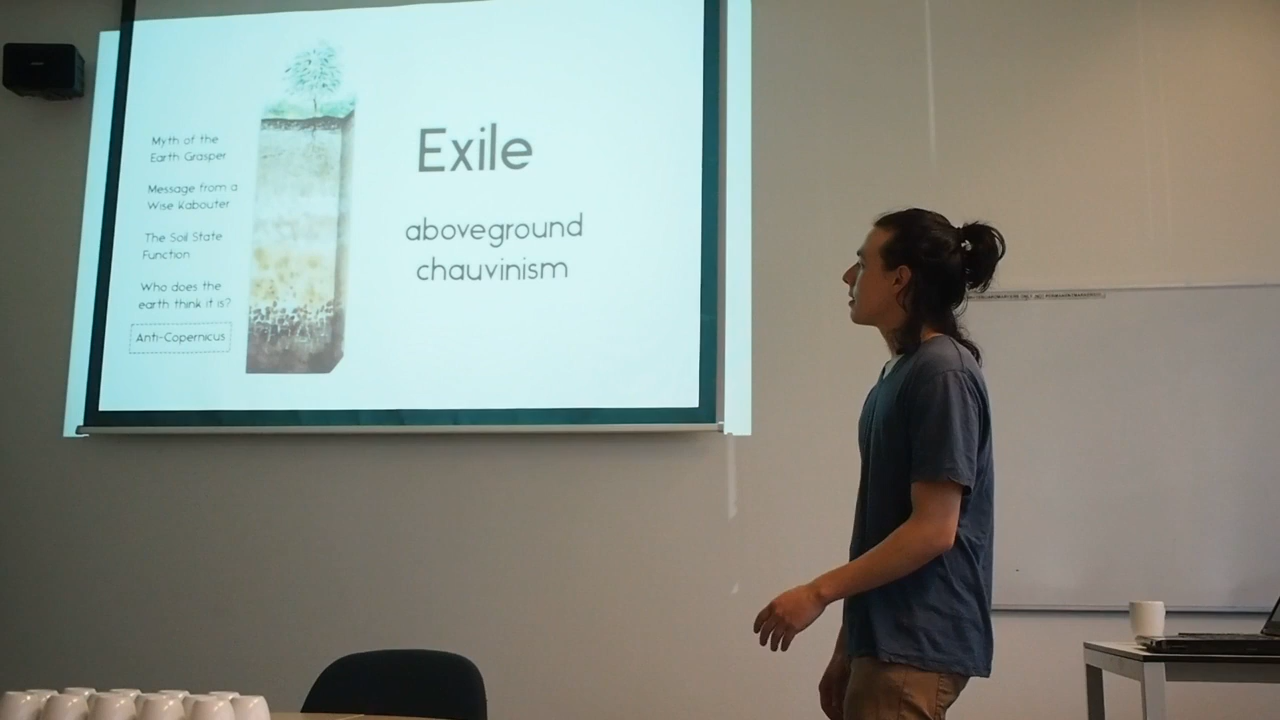 Myth of the
Earth Grasper
Message from a
Wise Kabouter
The Soil State
Function
Who does the
earth think it is?
Anti-Copernicus
Exile
aboveground
chauvinism